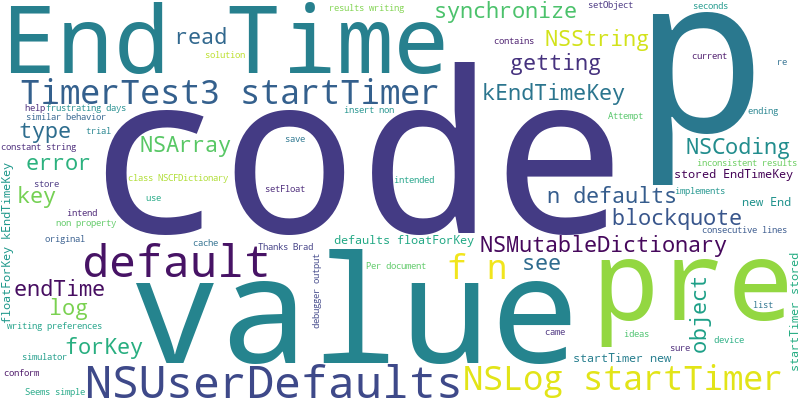 results writing
setObject
seconds
End Time
synchronize
p
read
NSString
solution
contains
current
re
getting
TimerTest3 startTimer
kEndTimeKey
help
frustrating days
insert non
ending
similar behavior
Attempt
type
trial
code
constant string
save
NSArray
NSCoding
error
inconsistent results
stored EndTimeKey
class NSCFDictionary
intended
store
setFloat
key
use
n defaults
implements
new End
intend
blockquote
non property
consecutive lines
original
cache
Thanks Brad
defaults floatForKey
NSMutableDictionary
default
value
f n
see
pre
floatForKey kEndTimeKey
Per document
debugger output
endTime
object
startTimer stored
list
log
writing preferences
device
ideas
came
forKey
sure
simulator
startTimer new
conform
NSUserDefaults
NSLog startTimer
Seems simple